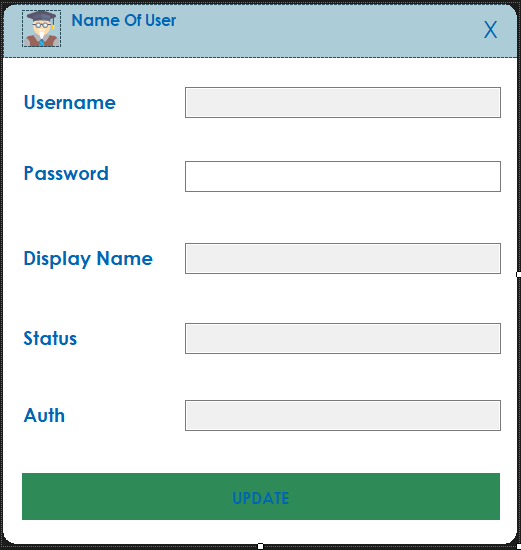 Name Of User
X
Username
Password
Display Name
Status
Auth
UPDATE